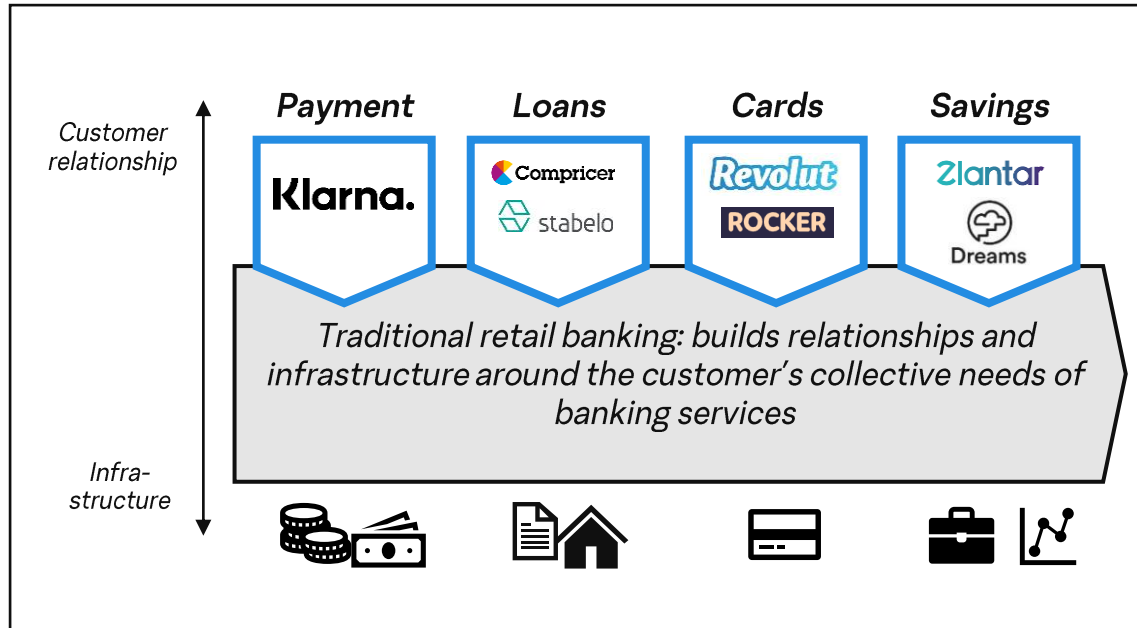 Payment
Loans
Cards
Savings
Customer
relationship
Klarna.
Compricer
stabelo
Revolut
ROCKER
Zlantar
Dreams
Traditional retail banking: builds relationships and
infrastructure around the customer's collective needs of
banking services
Infra-
structure